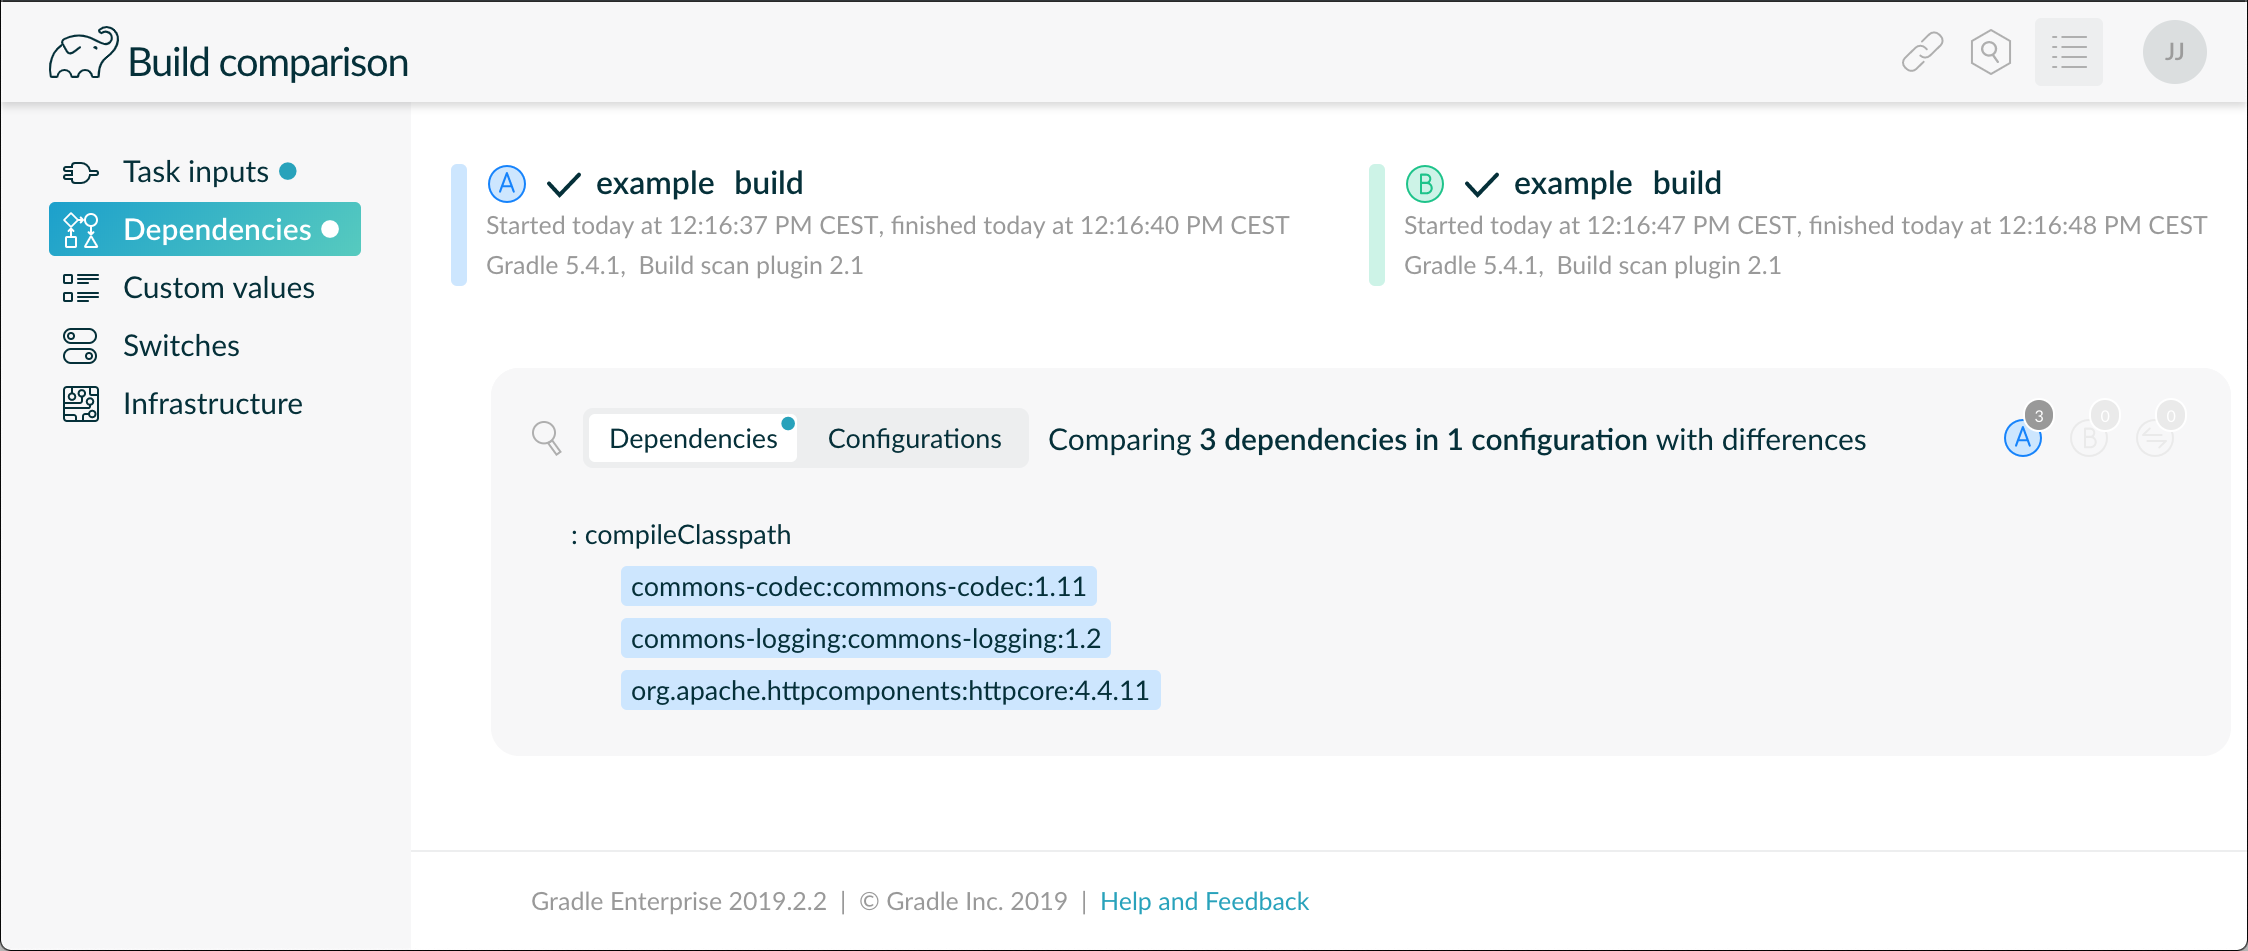 Build comparison
JJ
Task inputs
Dependencies
Custom values
Switches
Infrastructure
A example build
Started today at 12:16:37 PM CEST, finished today at 12:16:40 PM CEST
Gradle 5.4.1, Build scan plugin 2.1
B example build
Started today at 12:16:47 PM CEST, finished today at 12:16:48 PM CEST
Gradle 5.4.1, Build scan plugin 2.1
Dependencies Configurations Comparing 3 dependencies in 1 configuration with differences A 3 B 0 0
: compileClasspath
commons-codec:commons-codec:1.11
commons-logging:commons-logging:1.2
org.apache.httpcomponents:httpcore:4.4.11
Gradle Enterprise 2019.2.2 | © Gradle Inc. 2019 | Help and Feedback